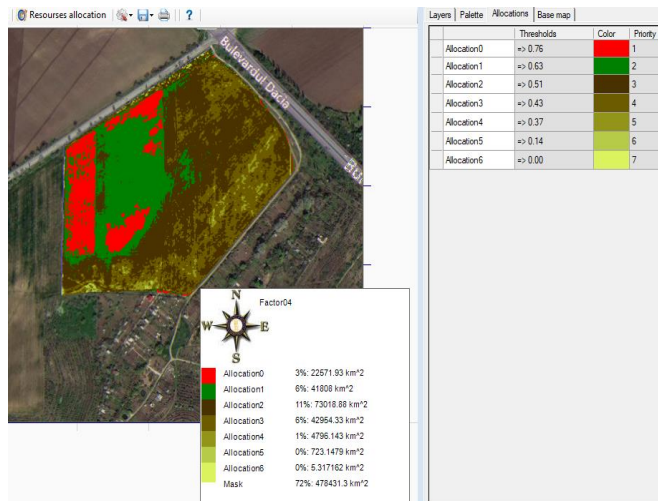 Resourses allocation
?
Layers Palette Allocations Base map
Thresholds Color Priority
Allocation0 => 0.76 1
Allocation1 => 0.63 2
Allocation2 => 0.51 3
Allocation3 => 0.43 4
Allocation4 => 0.37 5
Allocation5 => 0.14 6
Allocation6 => 0.00 7
Bulevardul Dacia
Bu
N
Factor04
W E
S
Allocation0 3%: 22571.93 km^2
Allocation1 6%: 41808 km^2
Allocation2 11%: 73018.88 km^2
Allocation3 6%: 42954.33 km^2
Allocation4 1%: 4796.143 km^2
Allocation5 0%: 723.1479 km^2
Allocation6 0%: 5.317162 km^2
Mask 72%: 478431.3 km^2